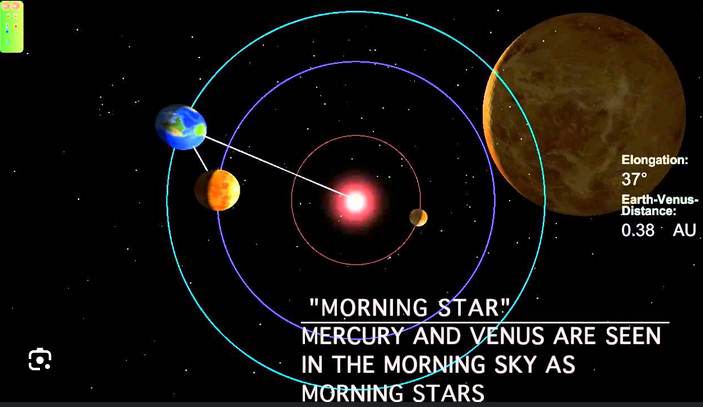 Elongation:
37°
Earth-Venus-
Distance:
0.38 AU
"MORNING STAR"
MERCURY AND VENUS ARE SEEN
IN THE MORNING SKY AS
MORNING STARS